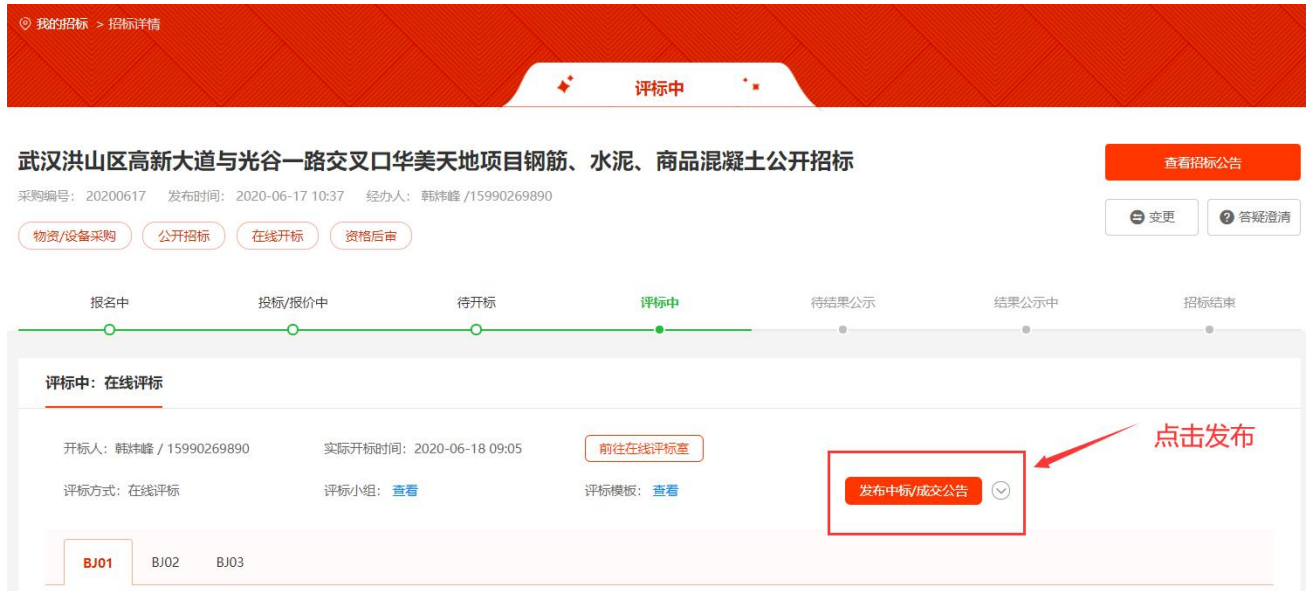 我的招标 > 招标详情
评标中
武汉洪山区高新大道与光谷一路交叉口华美天地项目钢筋、水泥、商品混凝土公开招标
查看招标公告
采购编号： 20200617 发布时间： 2020-06-17 10:37 经办人： 韩炜峰 /15990269890
变更 答疑澄清
物资/设备采购 公开招标 在线开标 资格后审
报名中 投标/报价中 待开标 评标中 待结果公示 结果公示中 招标结束
评标中：在线评标
点击发布
开标人：韩炜峰 / 15990269890 实际开标时间：2020-06-18 09:05 前往在线评标室
评标方式：在线评标 评标小组：查看 评标模板：查看 发布中标/成交公告
BJ01 BJ02 BJ03